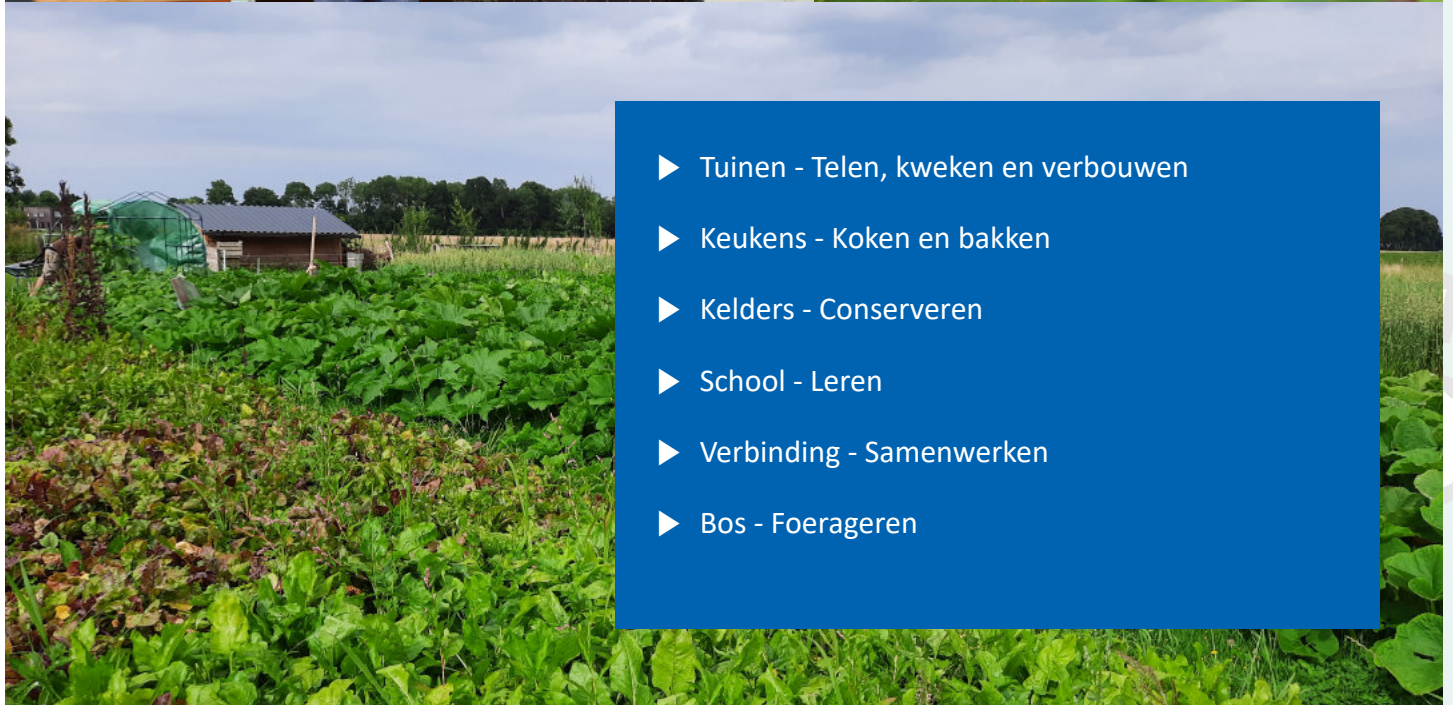 Tuinen - Telen, kweken en verbouwen
Keukens - Koken en bakken
Kelders - Conserveren
School - Leren
Verbinding - Samenwerken
Bos - Foerageren